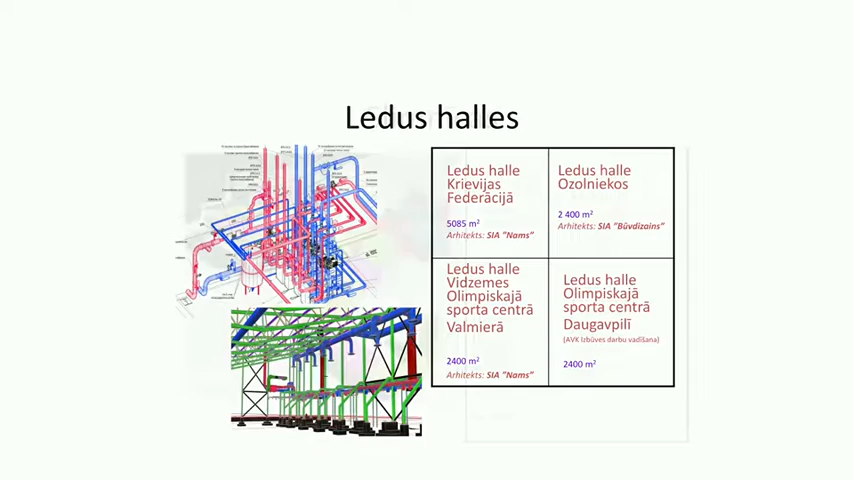 Ledus halles
Ledus halle
Krievijas
Federācijā
5085 m²
Arhitekts: SIA "Nams"
Ledus halle
Ozolniekos
2 400 m²
Arhitekts: SIA "Būvdizains"
Ledus halle
Vidzemes
Olimpiskajā
sporta centrā
Valmierā
2400 m²
Arhitekts: SIA "Nams"
Ledus halle
Olimpiskajā
sporta centrā
Daugavpilī
(AVK Izbūves darbu vadīšana)
2400 m²